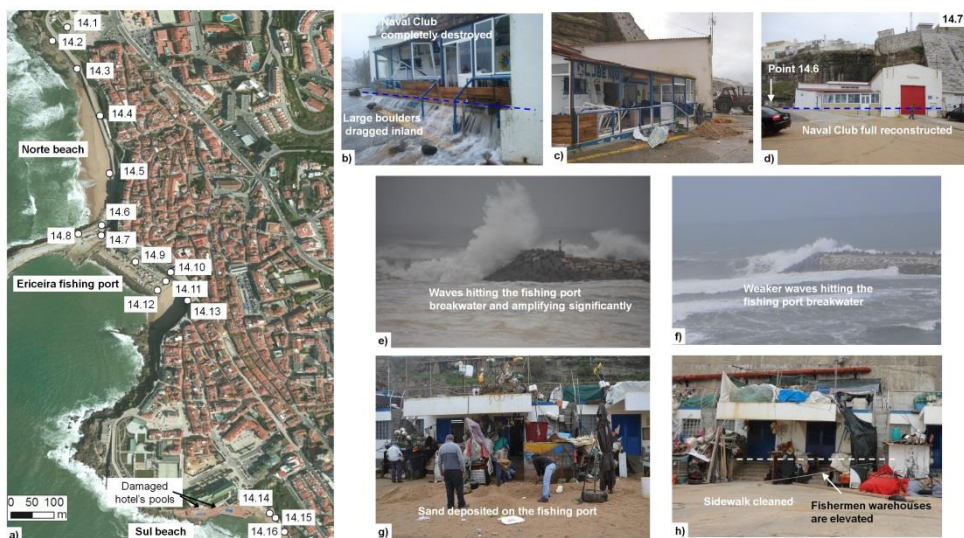 14.1
14.2
14.3
14.4
Norte beach
14.5
14.6
14.8
14.7
14.9
14.10
Ericeira fishing port
14.11
14.12
14.13
Damaged
hotel's pools
14.14
14.15
0 50 100
m
Sul beach
14.16
a)
Naval Club
completely destroyed
Large boulders
dragged inland
b)
CLUBE NAV
c)
14.7
Point 14.6
Naval Club full reconstructed
d)
Waves hitting the fishing port
breakwater and amplifying significantly
e)
Weaker waves hitting the
fishing port breakwater
f)
Sand deposited on the fishing port
g)
Sidewalk cleaned
Fishermen warehouses
are elevated
h)